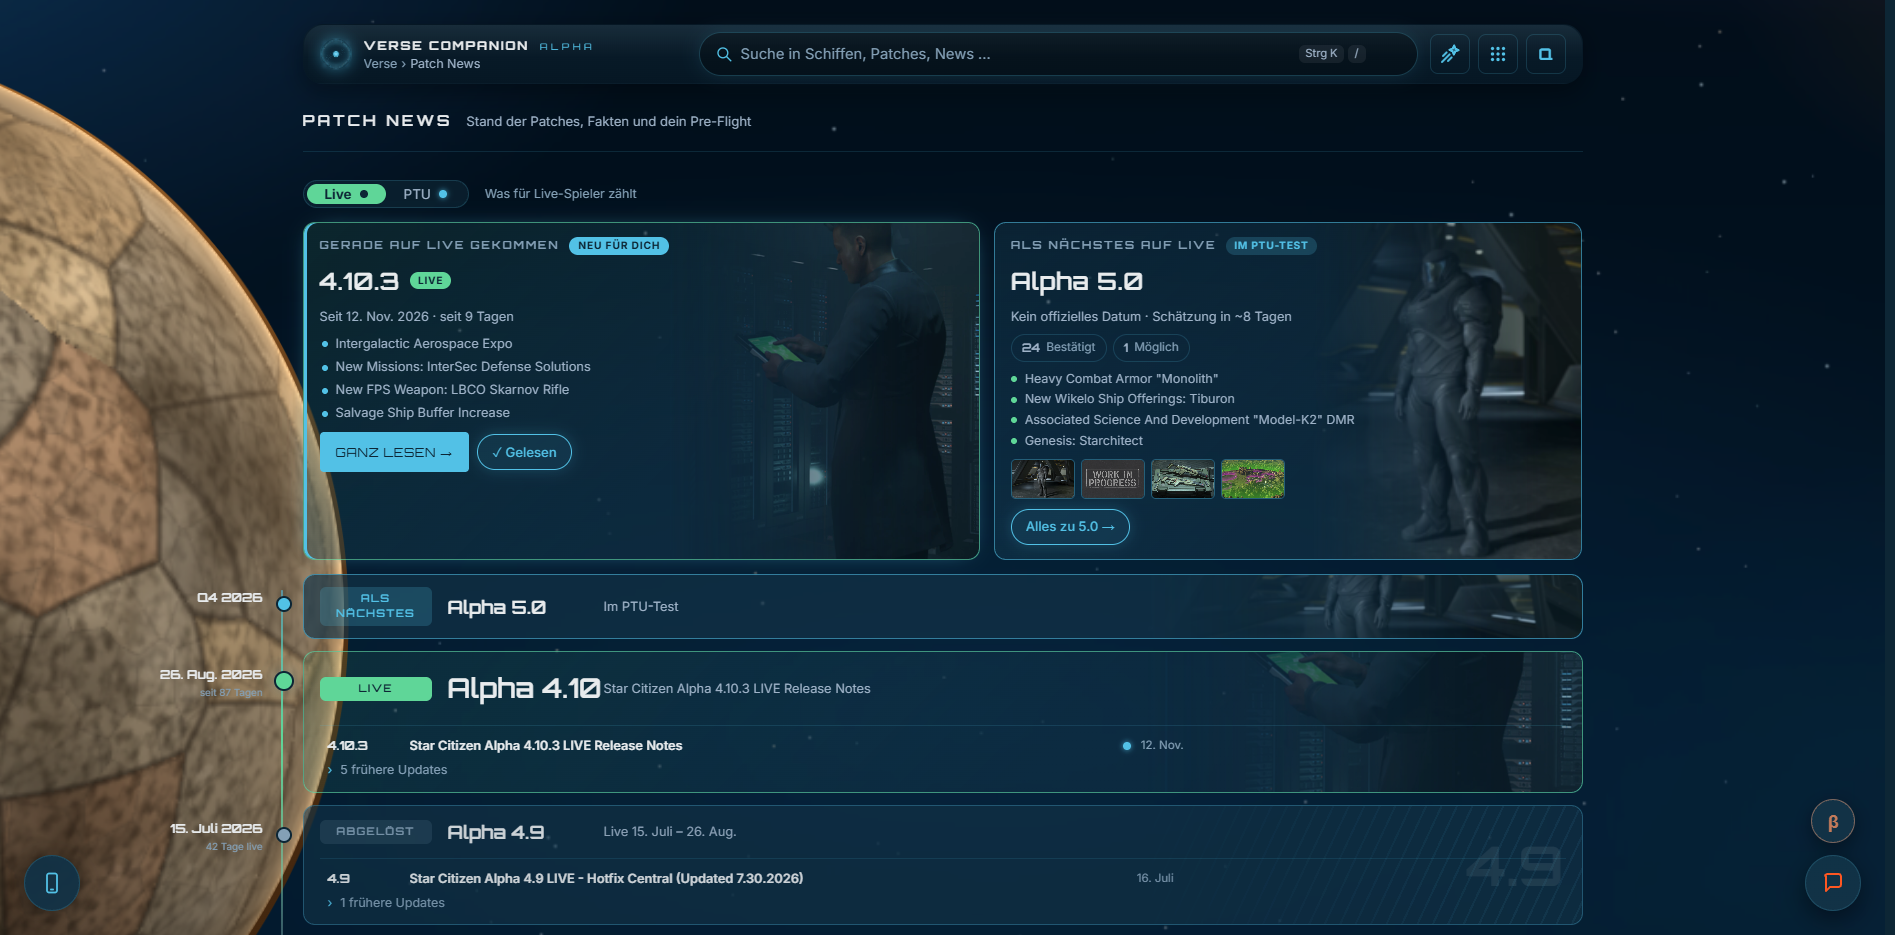 VERSE COMPANION ALPHA
Verse › Patch News
Suche in Schiffen, Patches, News ...
Strg K /
PATCH NEWS Stand der Patches, Fakten und dein Pre-Flight
Live PTU Was für Live-Spieler zählt
GERADE AUF LIVE GEKOMMEN NEU FÜR DICH
4.10.3 LIVE
Seit 12. Nov. 2026 · seit 9 Tagen
Intergalactic Aerospace Expo
New Missions: InterSec Defense Solutions
New FPS Weapon: LBCO Skarnov Rifle
Salvage Ship Buffer Increase
GANZ LESEN →
✓ Gelesen
ALS NÄCHSTES AUF LIVE IM PTU-TEST
Alpha 5.0
Kein offizielles Datum · Schätzung in ~8 Tagen
24 Bestätigt 1 Möglich
Heavy Combat Armor "Monolith"
New Wikelo Ship Offerings: Tiburon
Associated Science And Development "Model-K2" DMR
Genesis: Starchitect
WORK IN
PROGRESS
Alles zu 5.0 →
Q4 2026
ALS
NÄCHSTES
Alpha 5.0
Im PTU-Test
26. Aug. 2026
seit 87 Tagen
LIVE
Alpha 4.10
Star Citizen Alpha 4.10.3 LIVE Release Notes
4.10.3 Star Citizen Alpha 4.10.3 LIVE Release Notes 12. Nov.
› 5 frühere Updates
15. Juli 2026
42 Tage live
ABGELÖST
Alpha 4.9
Live 15. Juli – 26. Aug.
4.9
4.9 Star Citizen Alpha 4.9 LIVE - Hotfix Central (Updated 7.30.2026) 16. Juli
› 1 frühere Updates
β